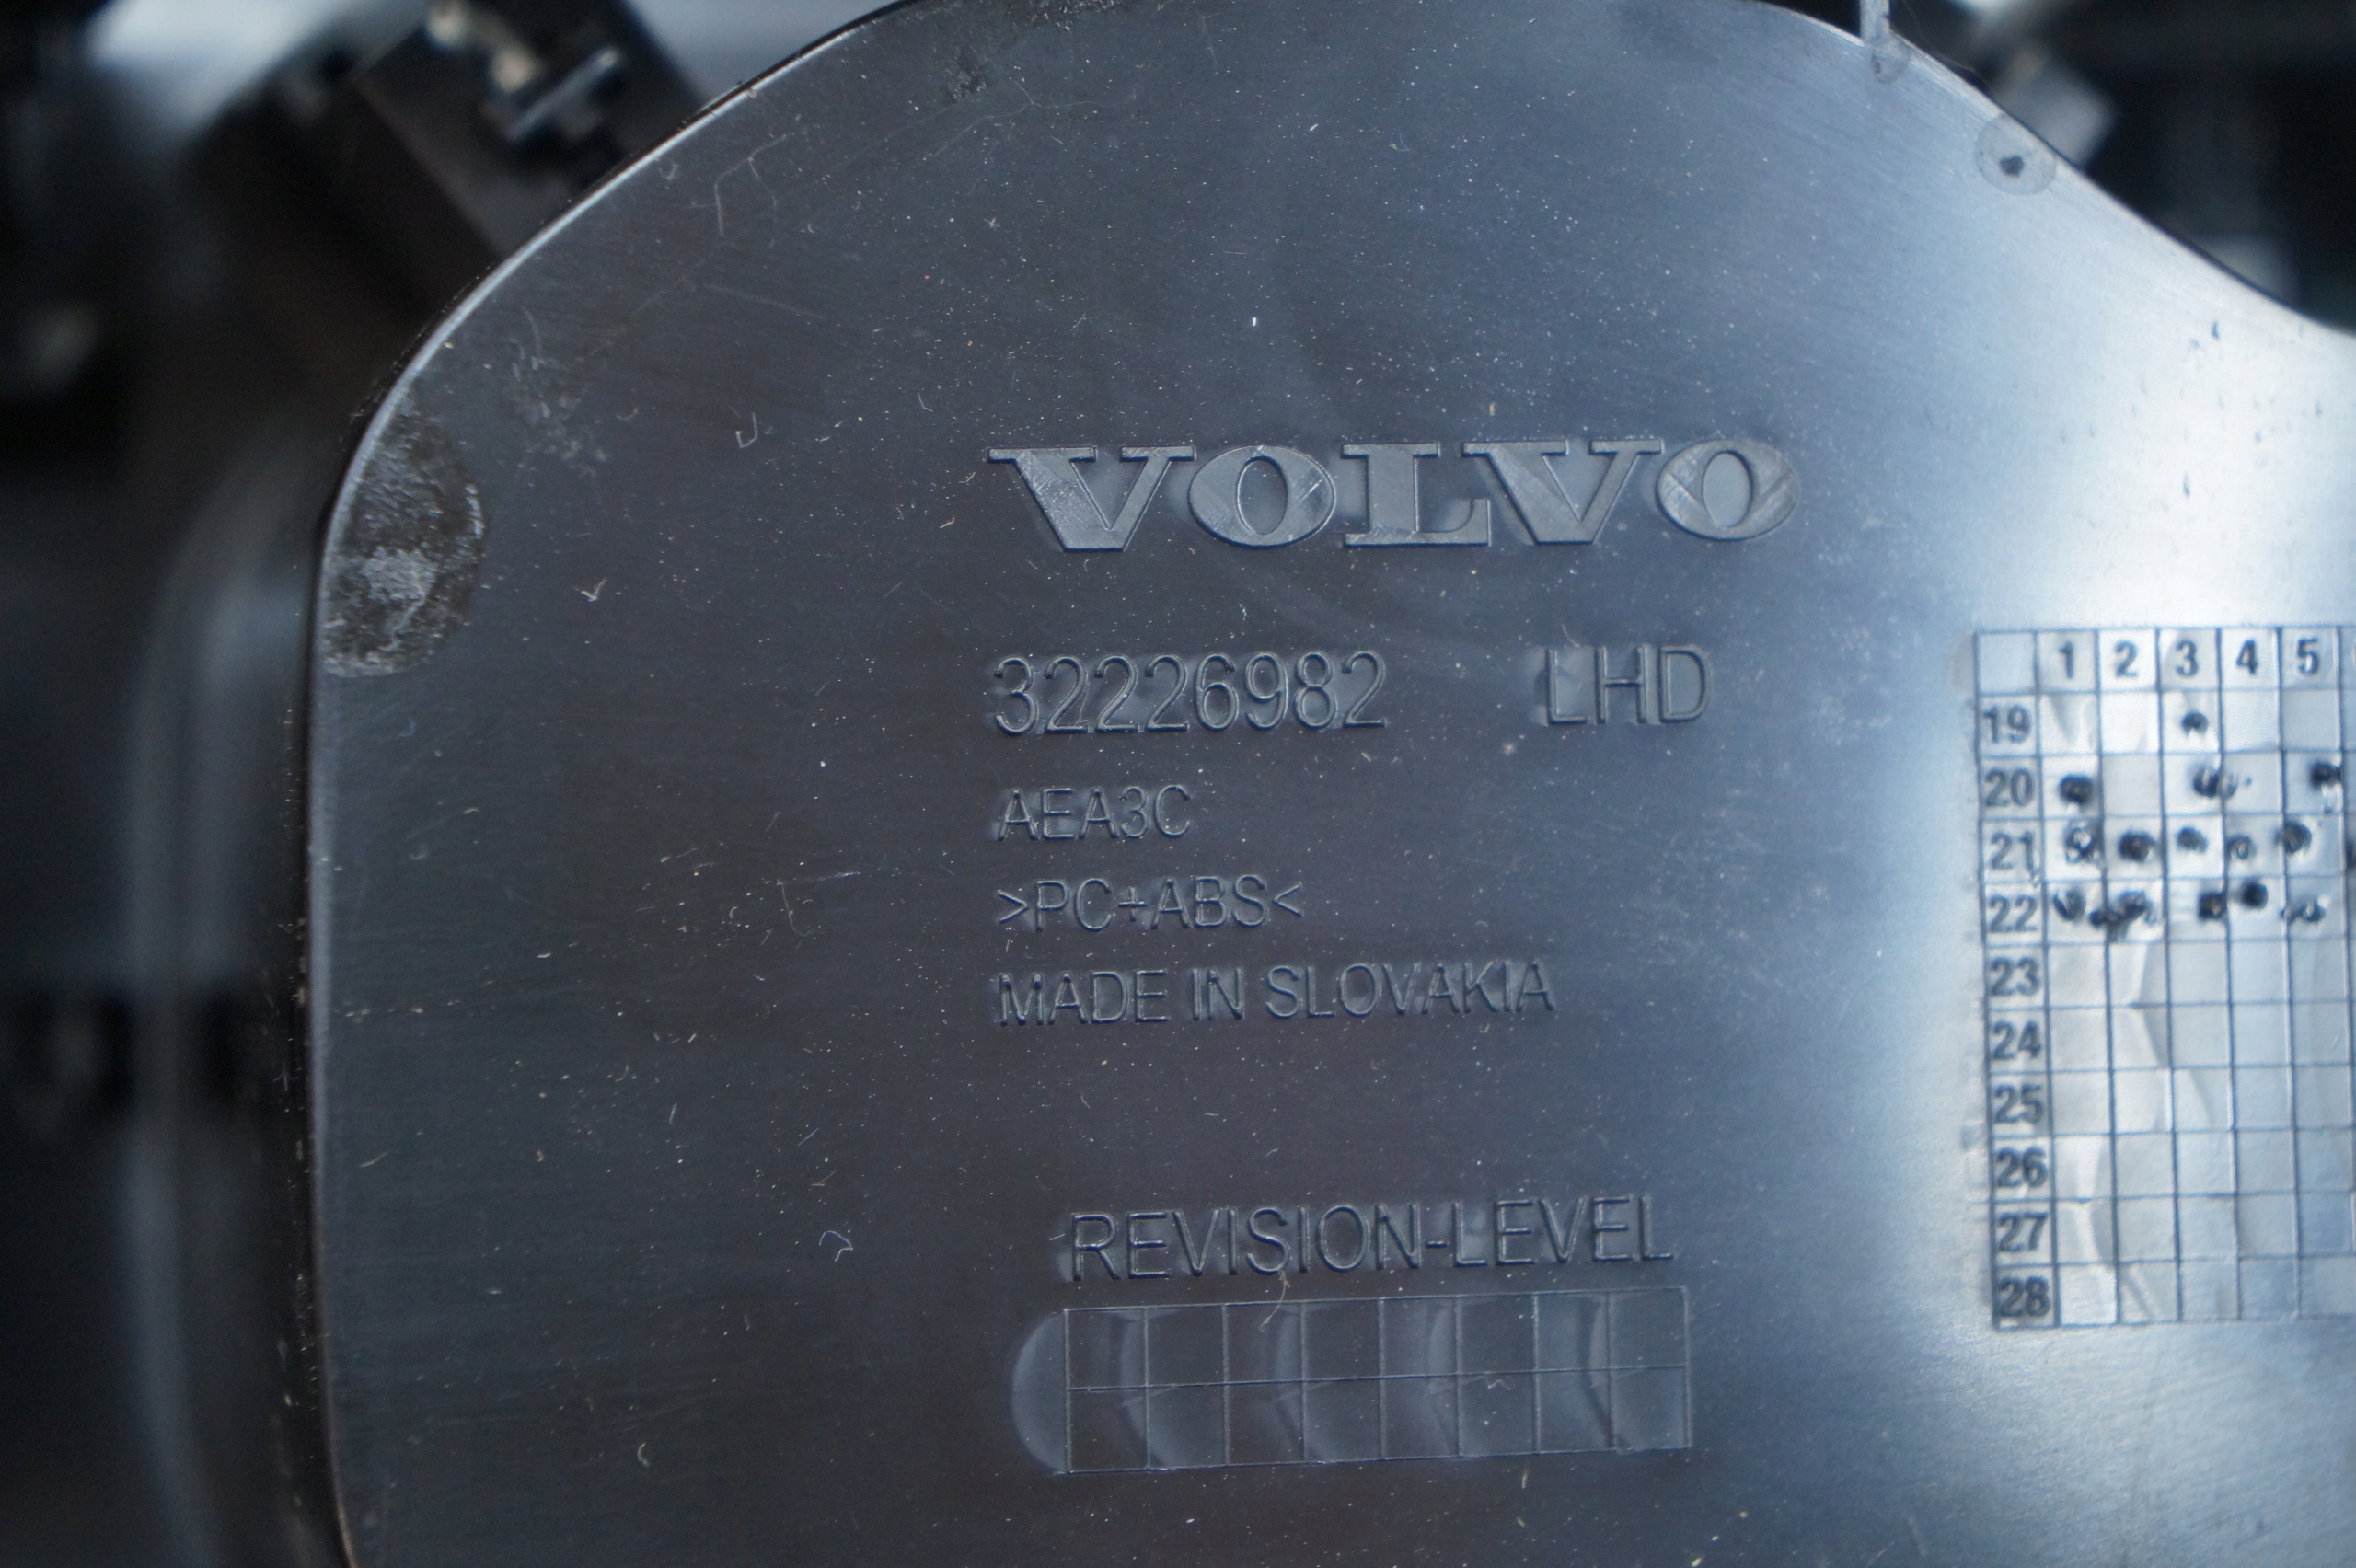 VOLVO
32226982 LHD
AEA3C
>PC+ABS<
MADE IN SLOVAKIA
REVISION-LEVEL
1 2 3 4 5
19
20
21
22
23
24
25
26
27
28